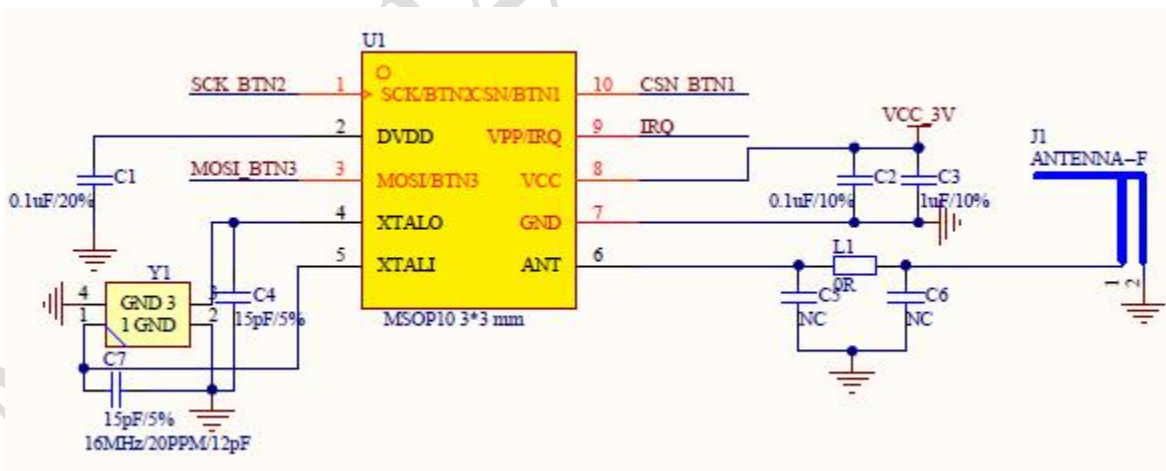 U1
SCK_BTN2 1 SCK/BTN2 CSN/BTN1 10 CSN_BTN1
2 DVDD VPP/IRQ 9 IRQ
VCC_3V
J1
ANTENNA-F
MOSI_BTN3 3 MOSI/BTN3 VCC 8
C1
0.1uF/20%
C2
0.1uF/10%
C3
1uF/10%
4 XTALO GND 7
5 XTALI ANT 6
L1
0R
Y1
4 GND 3 3
1 1 GND 2
C4
15pF/5%
MSOP10 3*3 mm
C5
NC
C6
NC
1 2
C7
15pF/5%
16MHz/20PPM/12pF